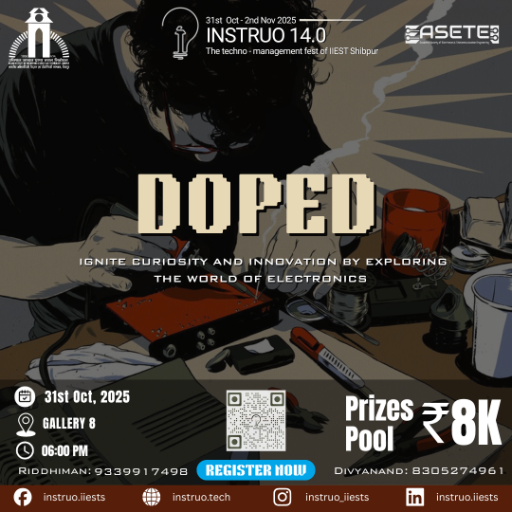 31st Oct - 2nd Nov 2025
INSTRUO 14.0
The techno - management fest of IIEST Shibpur
ASETE
DOPED
IGNITE CURIOSITY AND INNOVATION BY EXPLORING
THE WORLD OF ELECTRONICS
31st Oct, 2025
GALLERY 8
06:00 PM
Prizes
Pool
₹8K
RIDDHIMAN: 9339917498
REGISTER NOW
DIVYANAND: 8305274961
instruo.iiests
instruo.tech
instruo_iiests
instruo.iiests